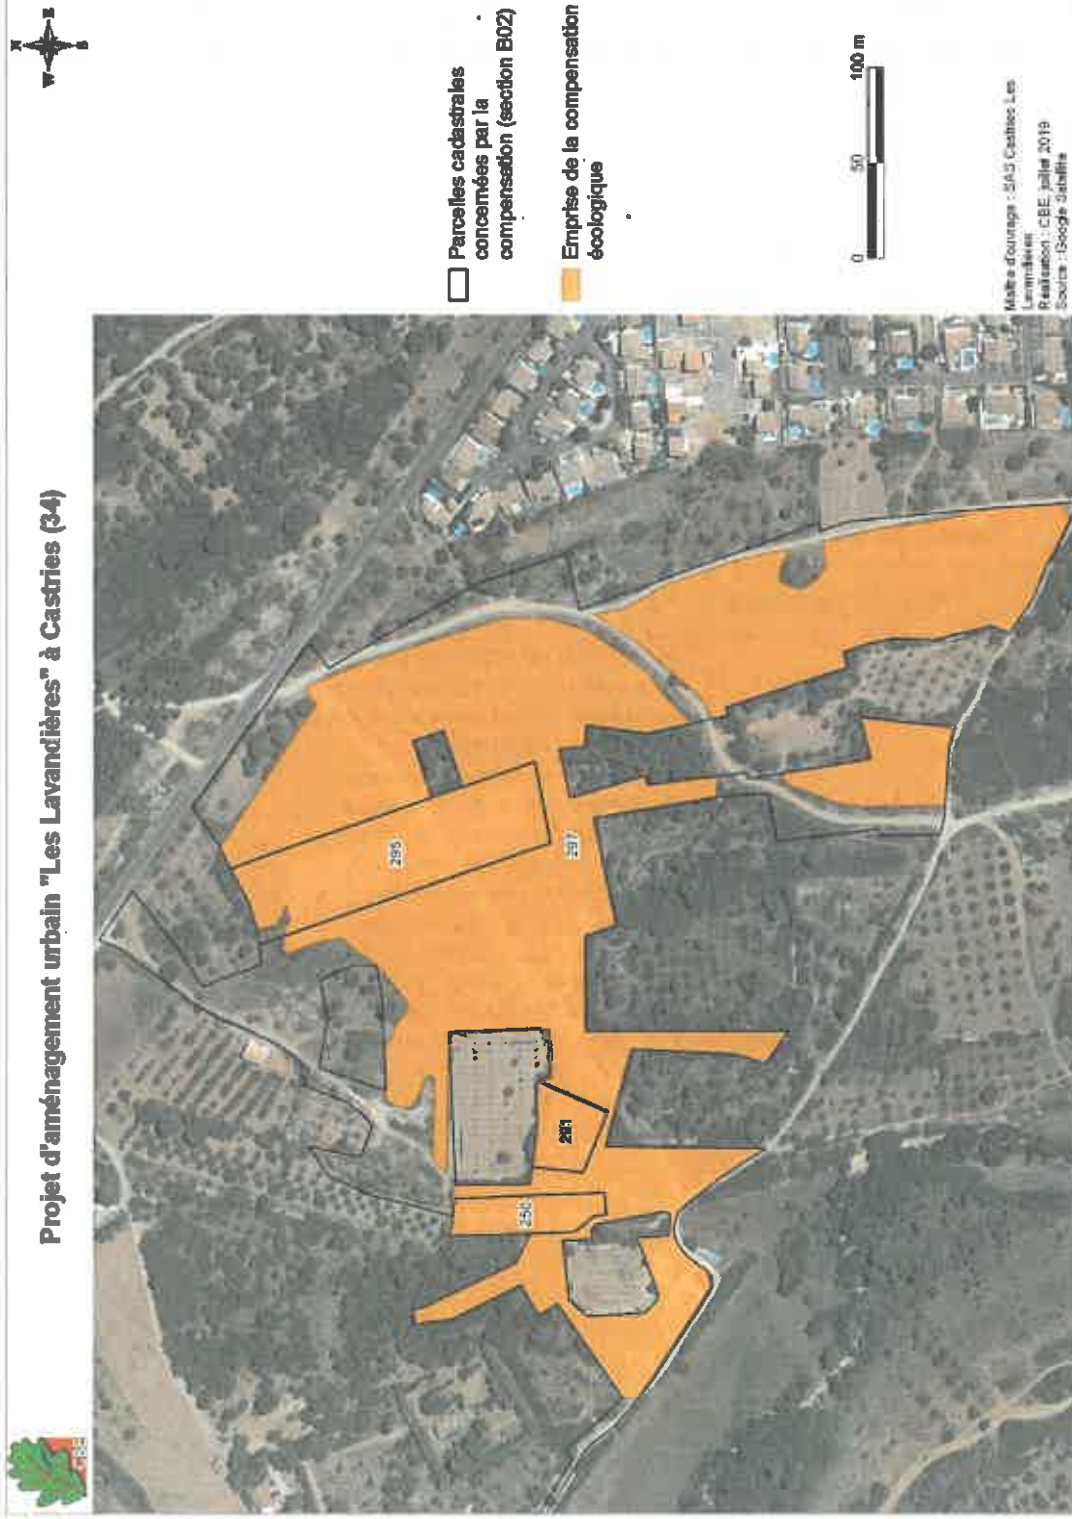 Projet d'aménagement urbain "Les Lavandières" à Castries (34)
N
W
E
S
CBE
Parcelles cadastrales
concernées par la
compensation (section B02)
Emprise de la compensation
écologique
0
50
100 m
295
297
291
250
Maître d'ouvrage : SAS Castries Les
Lavandières
Réalisation : CBE, juillet 2019
Source : Google Satellite